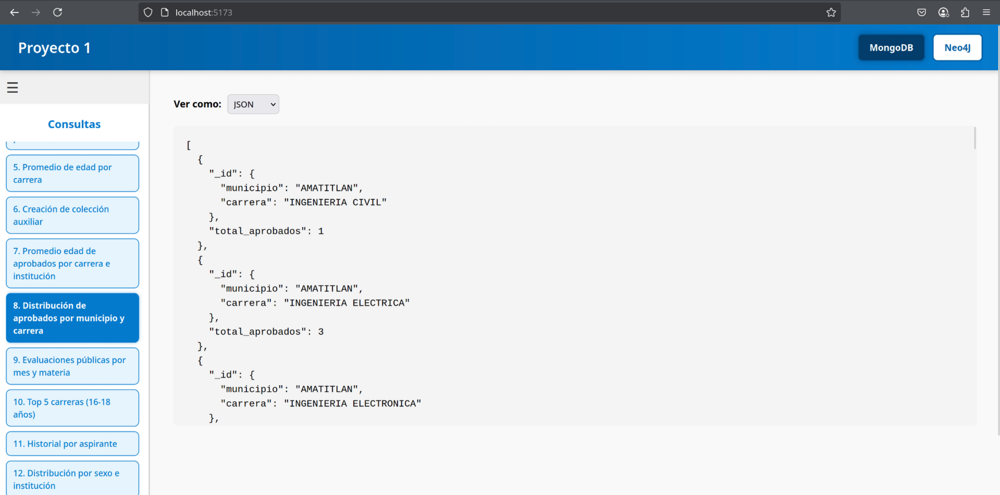 localhost:5173
Proyecto 1
MongoDB
Neo4J
☰
Consultas
5. Promedio de edad por
carrera
6. Creación de colección
auxiliar
7. Promedio edad de
aprobados por carrera e
institución
8. Distribución de
aprobados por municipio y
carrera
9. Evaluaciones públicas por
mes y materia
10. Top 5 carreras (16-18
años)
11. Historial por aspirante
12. Distribución por sexo e
institución
Ver como: JSON
[
  {
    "_id": {
      "municipio": "AMATITLAN",
      "carrera": "INGENIERIA CIVIL"
    },
    "total_aprobados": 1
  },
  {
    "_id": {
      "municipio": "AMATITLAN",
      "carrera": "INGENIERIA ELECTRICA"
    },
    "total_aprobados": 3
  },
  {
    "_id": {
      "municipio": "AMATITLAN",
      "carrera": "INGENIERIA ELECTRONICA"
    },